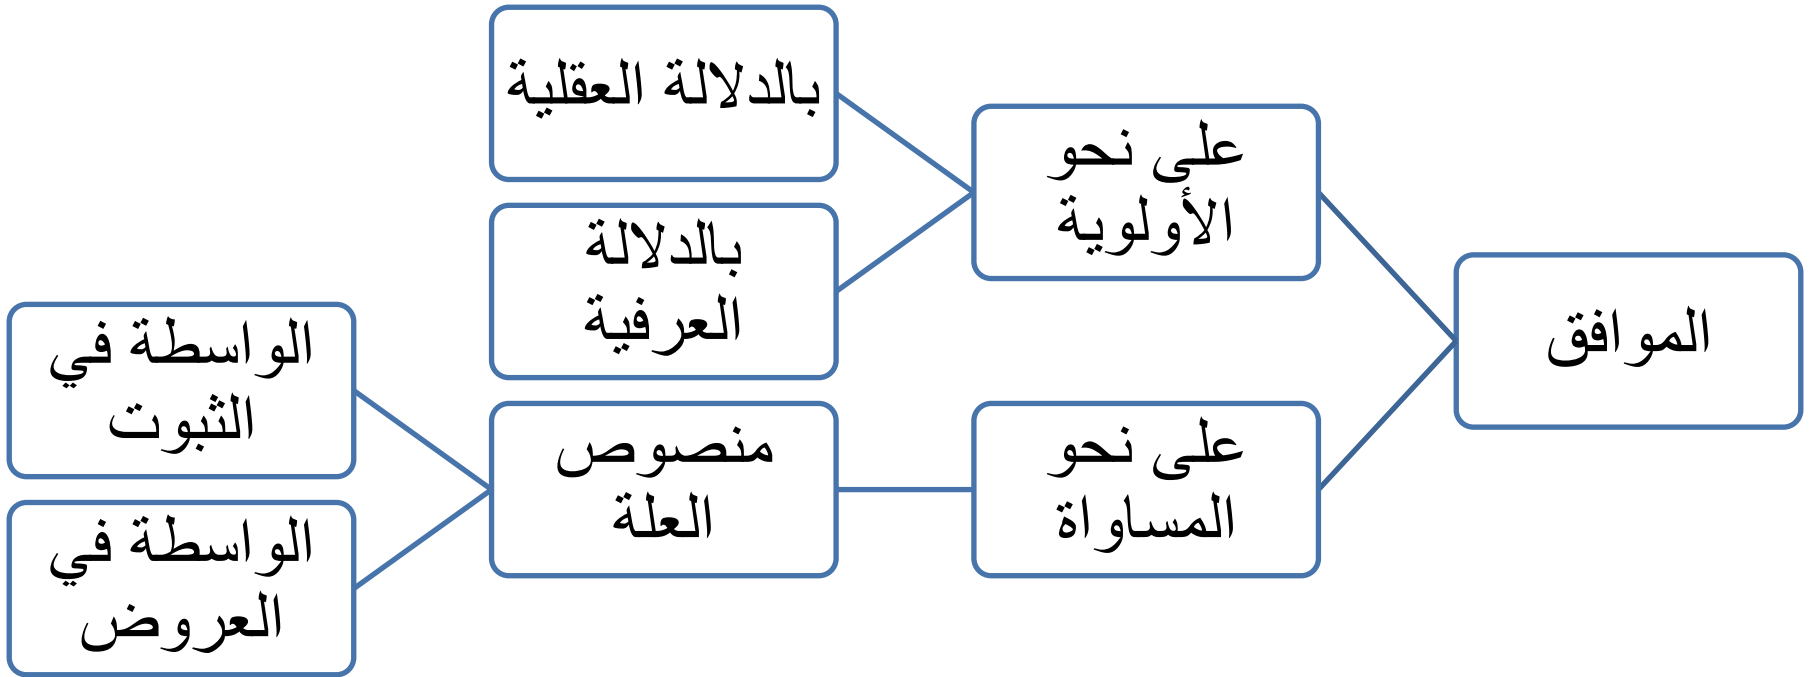 الموافق
على نحو
الأولوية
بالدلالة العقلية
بالدلالة
العرفية
على نحو
المساواة
منصوص
العلة
الواسطة في
الثبوت
الواسطة في
العروض